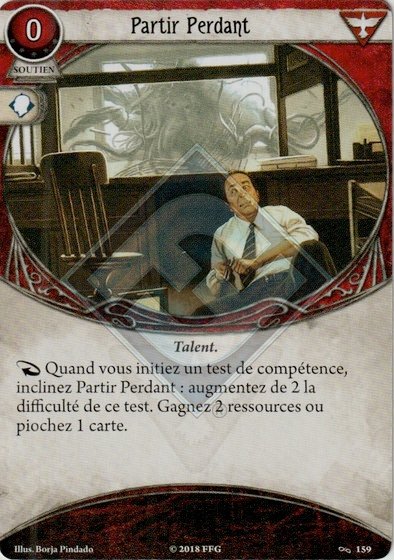 Partir Perdant
0
SOUTIEN
Talent.
Quand vous initiez un test de compétence,
inclinez Partir Perdant : augmentez de 2 la
difficulté de ce test. Gagnez 2 ressources ou
piochez 1 carte.
Illus. Borja Pindado
© 2018 FFG
159